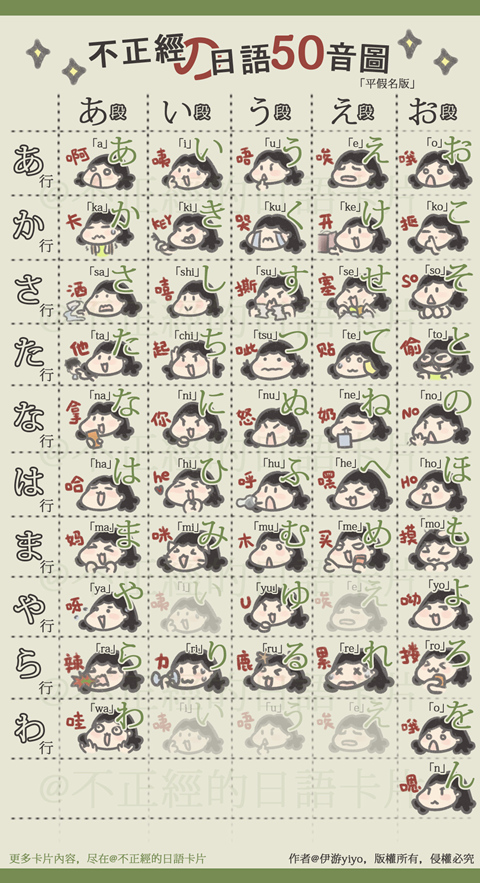 不正經の日語50音圖
「平假名版」
あ段 い段 う段 え段 お段
あ行 啊「a」あ 咦「i」い 唔「u」う 唉「e」え 哦「o」お
か行 卡「ka」か KEY「ki」き 哭「ku」く 开「ke」け 抠「ko」こ
さ行 洒「sa」さ 嘻「shi」し 撕「su」す 塞「se」せ so「so」そ
た行 他「ta」た 起「chi」ち 呲「tsu」つ 贴「te」て 偷「to」と
な行 拿「na」な 你「ni」に 怒「nu」ぬ 奶「ne」ね No「no」の
は行 哈「ha」は he「hi」ひ 呼「hu」ふ 嘿「he」へ Ho「ho」ほ
ま行 妈「ma」ま 咪「mi」み 木「mu」む 买「me」め 摸「mo」も
や行 呀「ya」や 咦「i」い U「yu」ゆ 唉「e」え 呦「yo」よ
ら行 辣「ra」ら 力「ri」り 鹿「ru」る 累「re」れ 搂「ro」ろ
わ行 哇「wa」わ 咦「i」い 唔「u」う 唉「e」え 哦「o」を
嗯「n」ん
@不正經的日語卡片
更多卡片內容，尽在@不正經的日語卡片
作者@伊游yiyo，版權所有，侵權必究